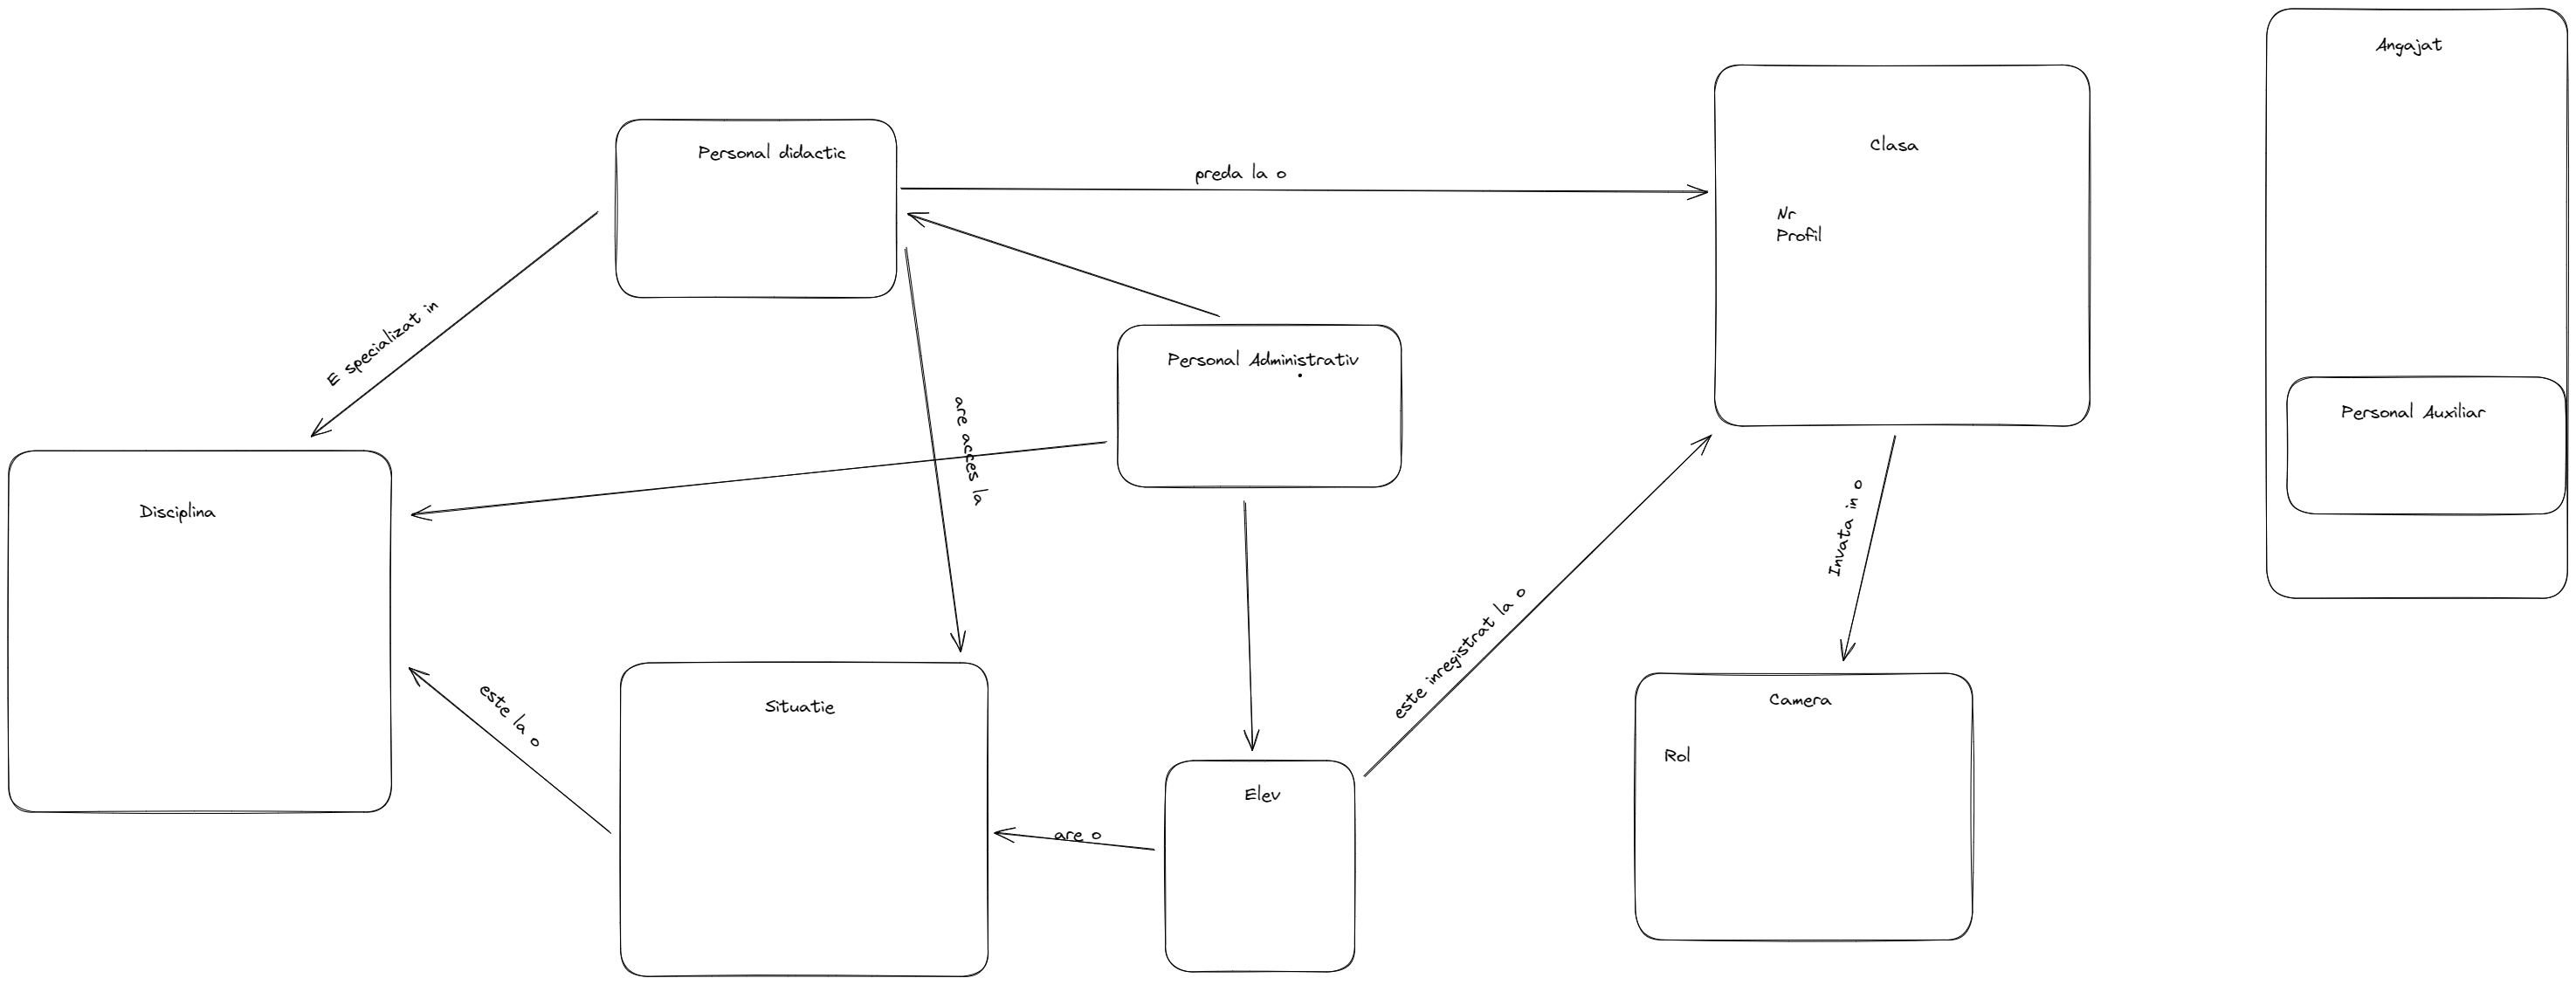 Angajat
Clasa
Personal didactic
preda la o
Nr
Profil
E specializat in
Personal Administrativ
Personal Auxiliar
are acces la
Disciplina
Invata in o
este inregistrat la o
este la o
Situatie
Camera
Rol
Elev
are o